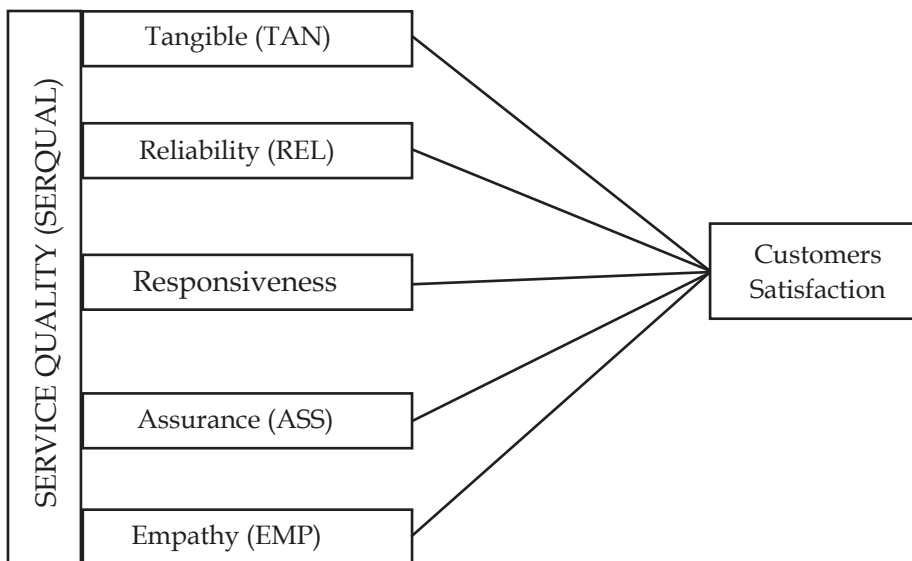 SERVICE QUALITY (SERQUAL)
Tangible (TAN)
Reliability (REL)
Responsiveness
Assurance (ASS)
Empathy (EMP)
Customers
Satisfaction